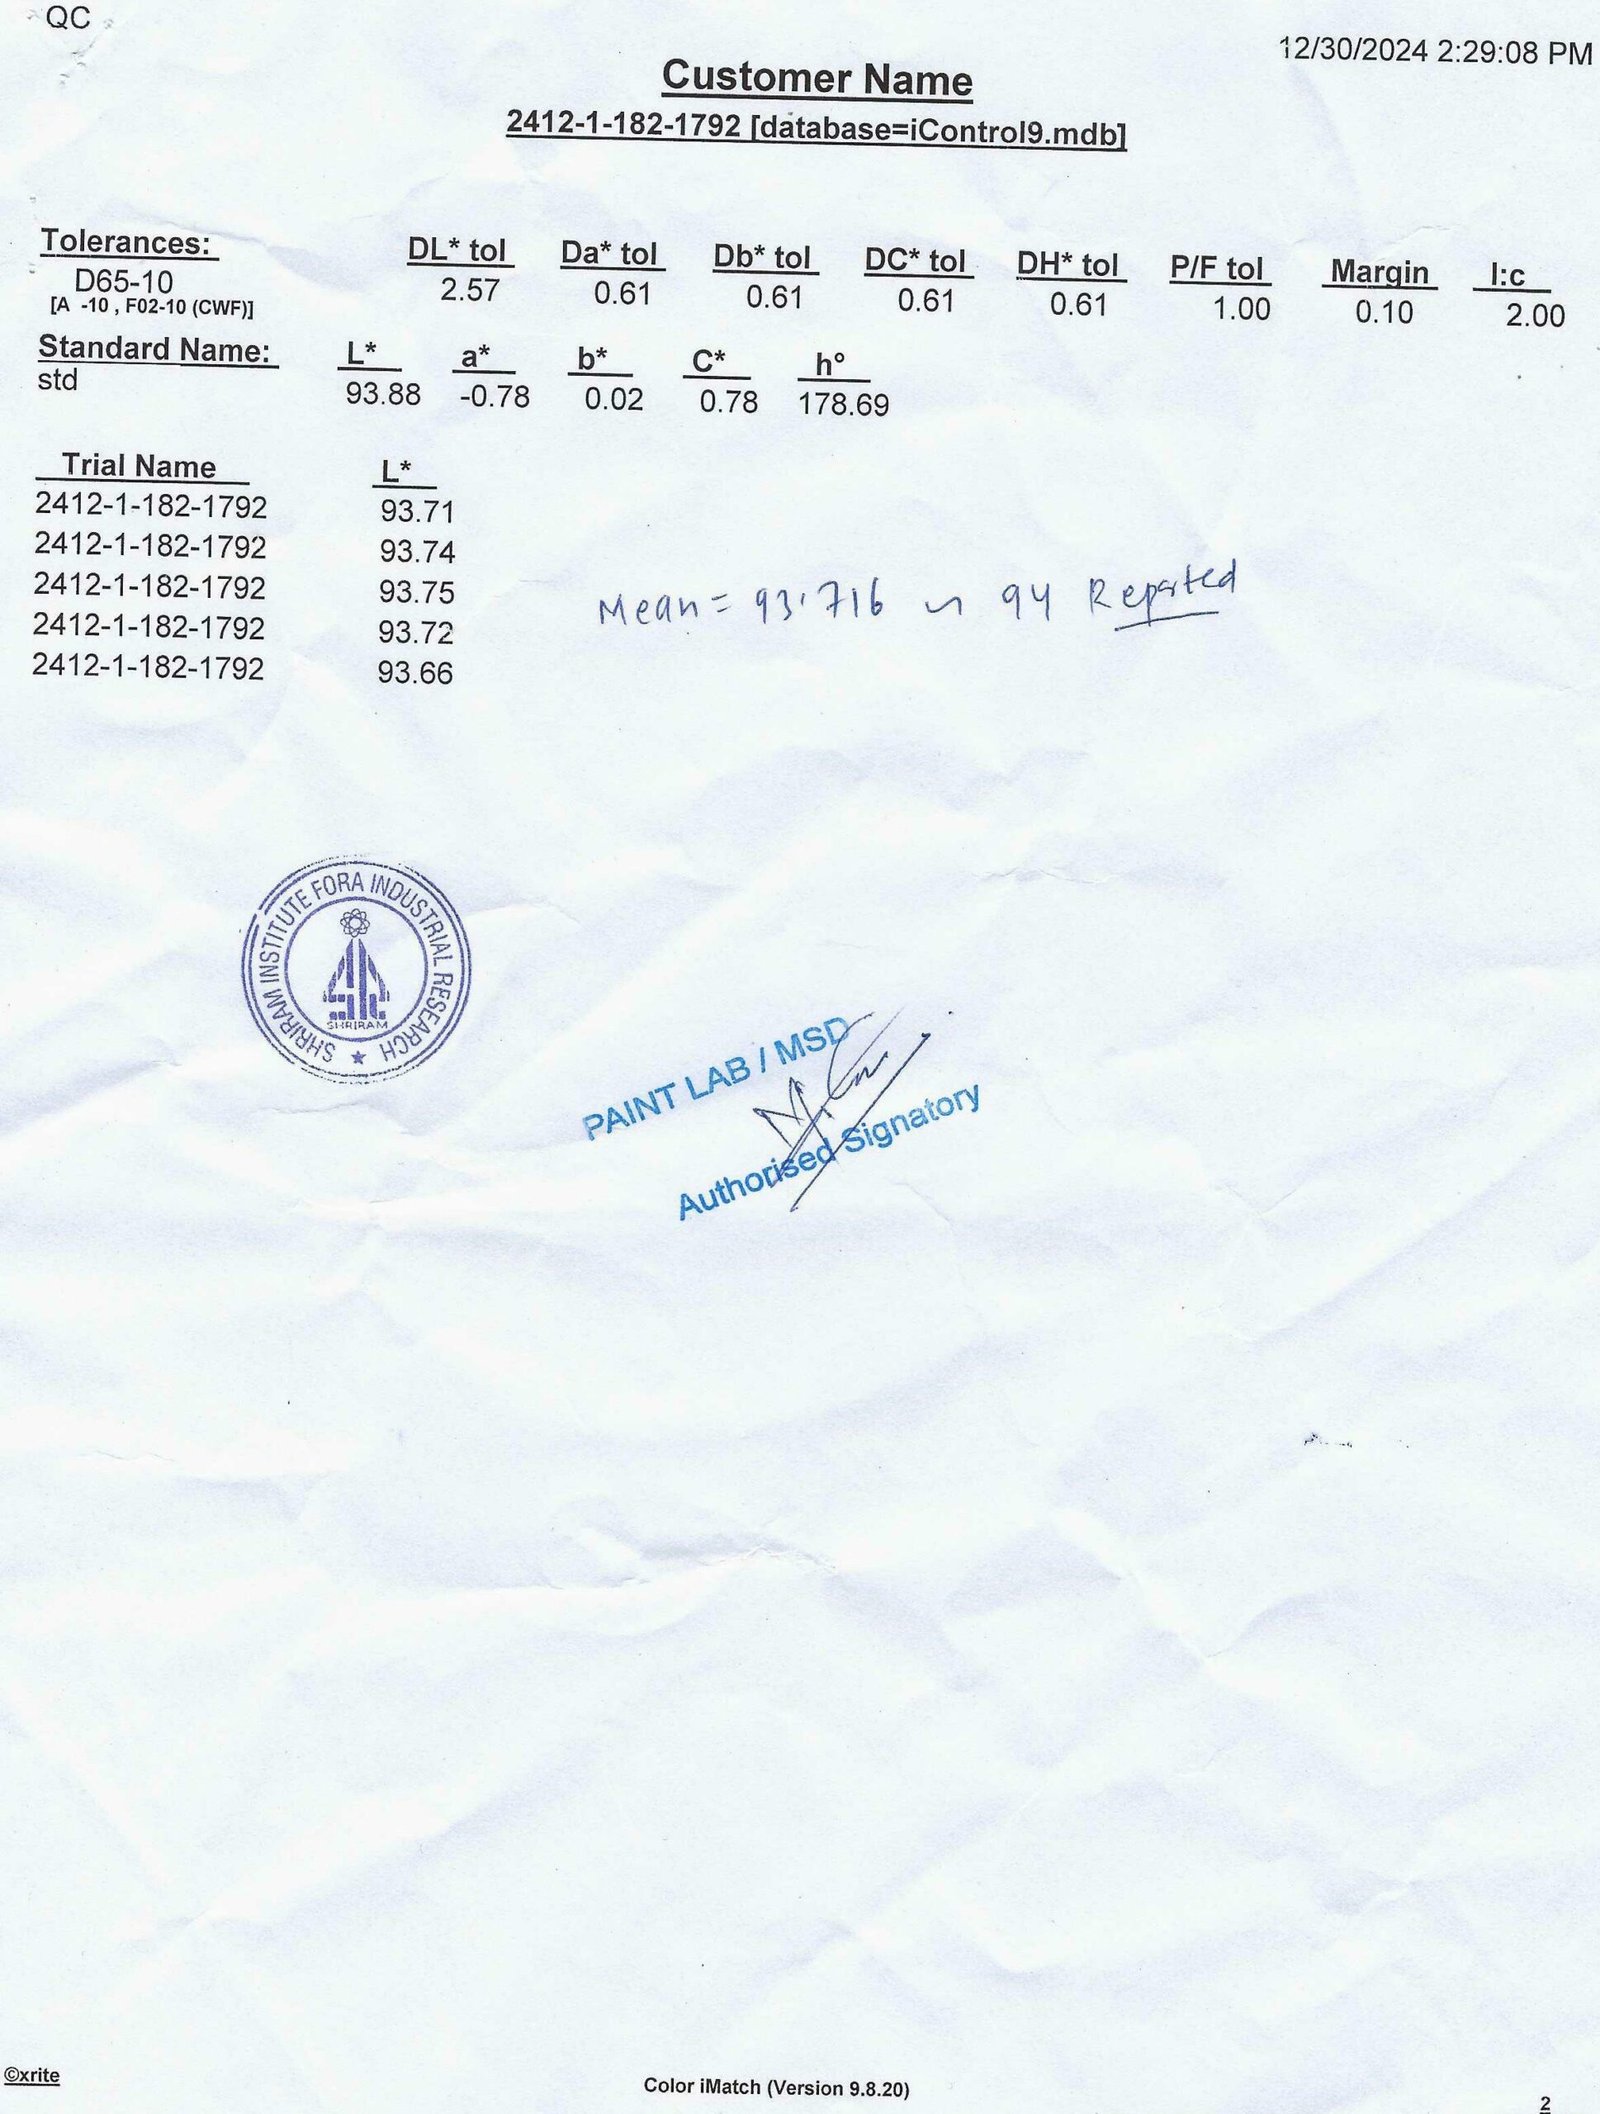 QC
12/30/2024 2:29:08 PM
Customer Name
2412-1-182-1792 [database=iControl9.mdb]
Tolerances: DL* tol Da* tol Db* tol DC* tol DH* tol P/F tol Margin l:c
D65-10 2.57 0.61 0.61 0.61 0.61 1.00 0.10 2.00
[A -10 , F02-10 (CWF)]
Standard Name: L* a* b* C* h°
std 93.88 -0.78 0.02 0.78 178.69
Trial Name L*
2412-1-182-1792 93.71
2412-1-182-1792 93.74
2412-1-182-1792 93.75
2412-1-182-1792 93.72
2412-1-182-1792 93.66
Mean = 93.716 ~ 94 Reported
SHRIRAM INSTITUTE FORA INDUSTRIAL RESEARCH
SHRIRAM
PAINT LAB / MSD
Authorised Signatory
©xrite
Color iMatch (Version 9.8.20)
2